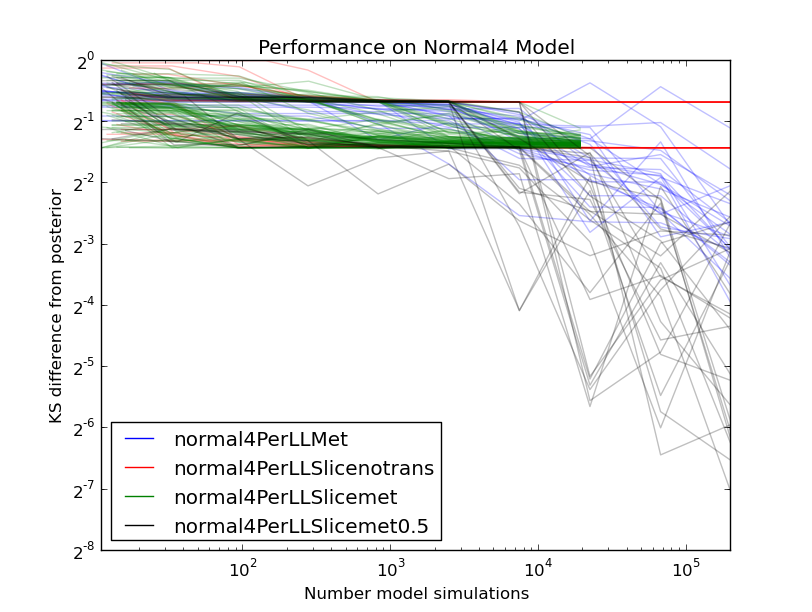 Performance on Normal4 Model
2^0
2^-1
2^-2
2^-3
2^-4
2^-5
2^-6
2^-7
2^-8
KS difference from posterior
normal4PerLLMet
normal4PerLLSlicenotrans
normal4PerLLSlicemet
normal4PerLLSlicemet0.5
10^2 10^3 10^4 10^5
Number model simulations